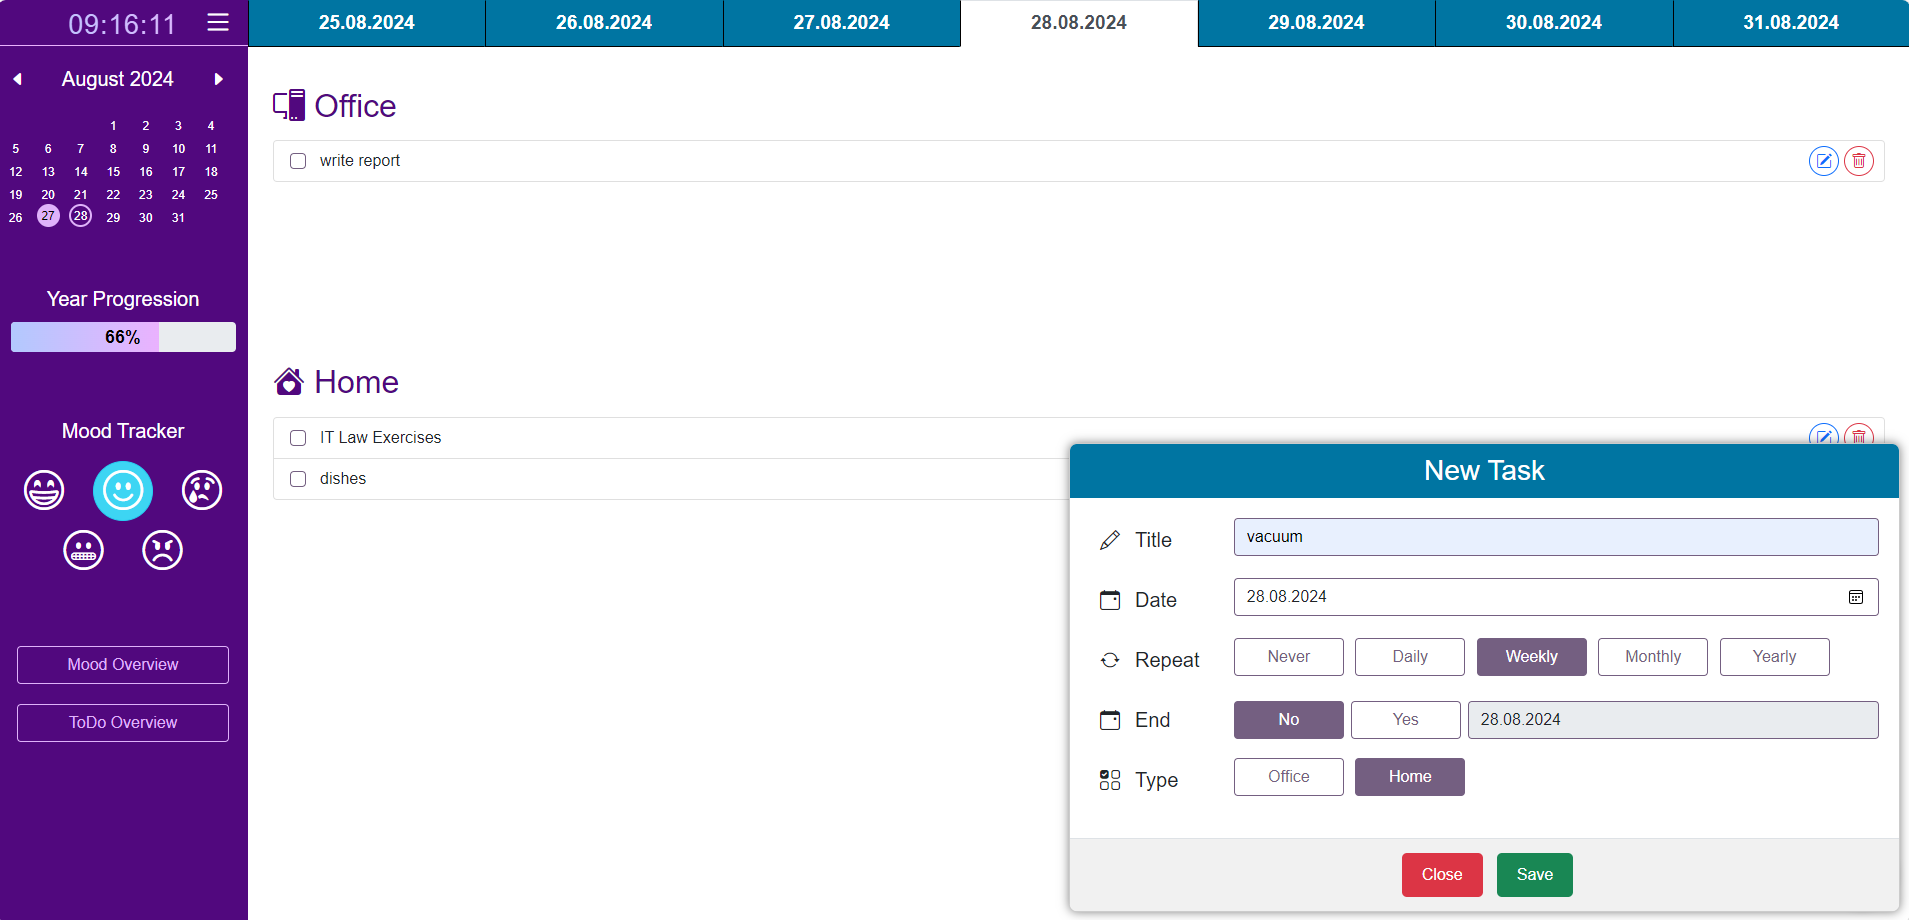 09:16:11
25.08.2024 26.08.2024 27.08.2024 28.08.2024 29.08.2024 30.08.2024 31.08.2024
August 2024
1 2 3 4
5 6 7 8 9 10 11
12 13 14 15 16 17 18
19 20 21 22 23 24 25
26 27 28 29 30 31
Year Progression
66%
Mood Tracker
Mood Overview
ToDo Overview
Office
write report
Home
IT Law Exercises
dishes
New Task
Title vacuum
Date 28.08.2024
Repeat Never Daily Weekly Monthly Yearly
End No Yes 28.08.2024
Type Office Home
Close Save